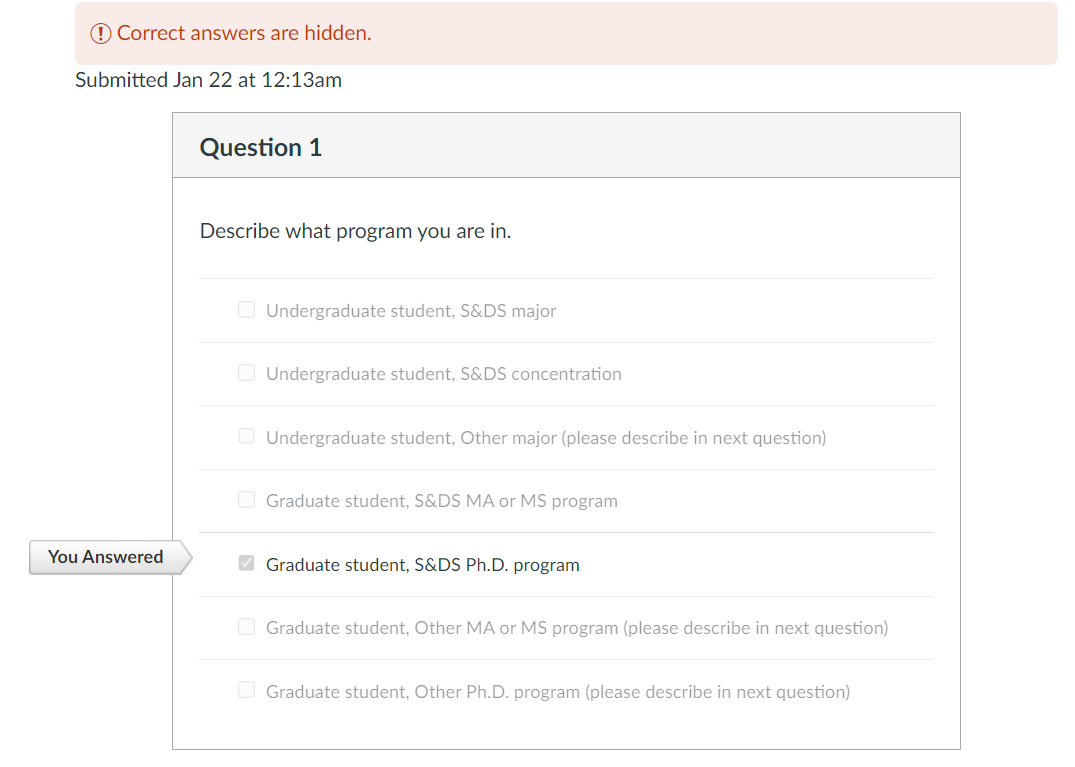 Correct answers are hidden.
Submitted Jan 22 at 12:13am
Question 1
Describe what program you are in.
Undergraduate student, S&DS major
Undergraduate student, S&DS concentration
Undergraduate student, Other major (please describe in next question)
Graduate student, S&DS MA or MS program
You Answered
Graduate student, S&DS Ph.D. program
Graduate student, Other MA or MS program (please describe in next question)
Graduate student, Other Ph.D. program (please describe in next question)